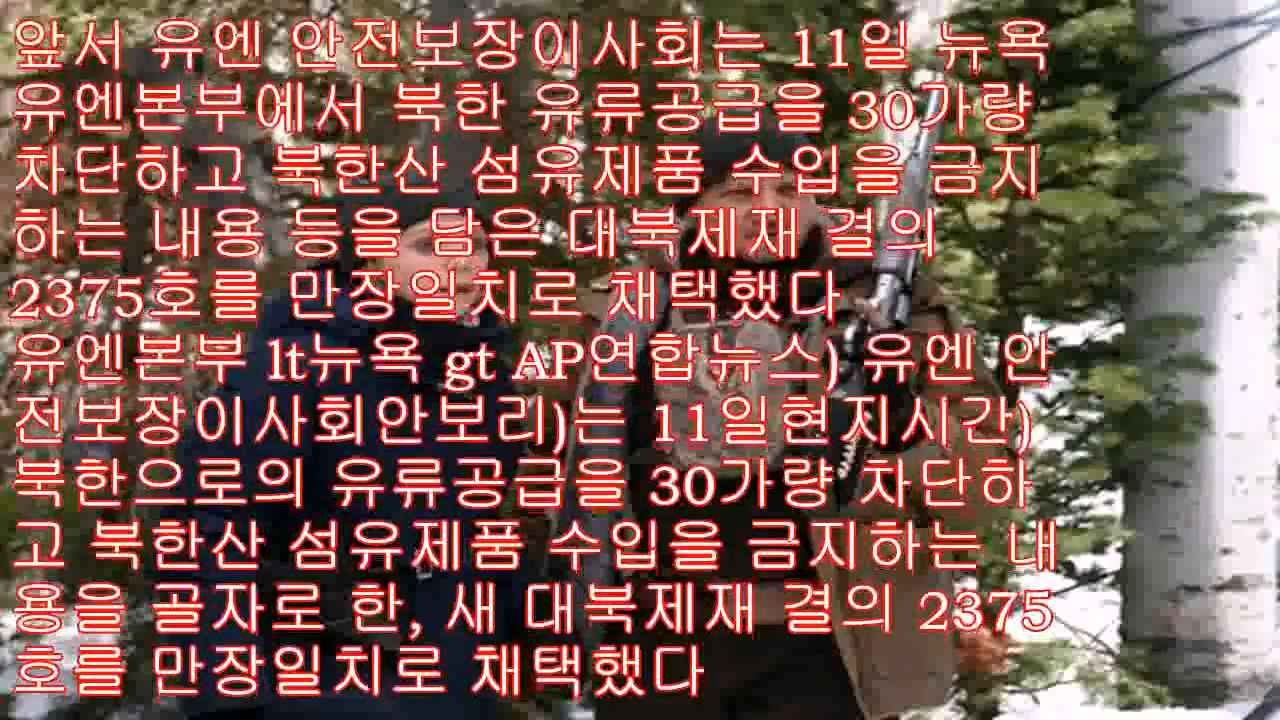 앞서 유엔 안전보장이사회는 11일 뉴욕
유엔본부에서 북한 유류공급을 30가량
차단하고 북한산 섬유제품 수입을 금지
하는 내용 등을 담은 대북제재 결의
2375호를 만장일치로 채택했다
유엔본부 lt뉴욕 gt AP연합뉴스) 유엔 안
전보장이사회안보리)는 11일현지시간)
북한으로의 유류공급을 30가량 차단하
고 북한산 섬유제품 수입을 금지하는 내
용을 골자로 한, 새 대북제재 결의 2375
호를 만장일치로 채택했다